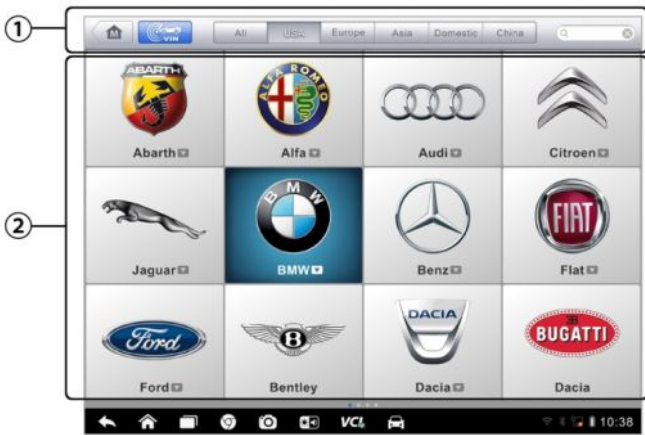 ①
VIN
All USA Europe Asia Domestic China
②
ABARTH
ALFA ROMEO
Abarth Alfa Audi Citroen
BMW
FIAT
Jaguar BMW Benz Flat
Ford
B
DACIA
EB
BUGATTI
Ford Bentley Dacia Dacia
VCI
10:38